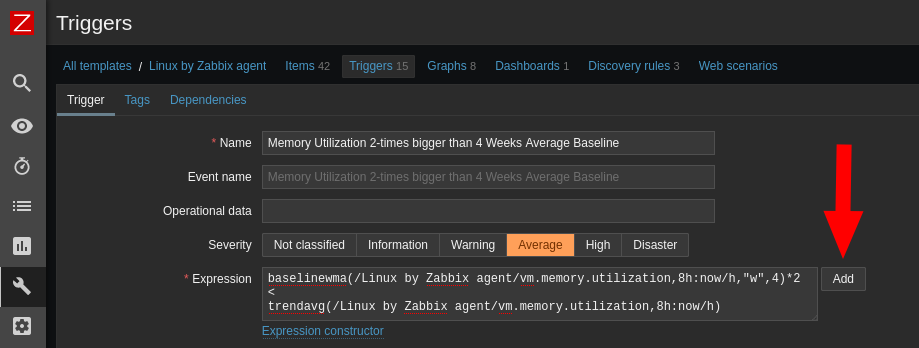 Z
Triggers
All templates / Linux by Zabbix agent Items 42 Triggers 15 Graphs 8 Dashboards 1 Discovery rules 3 Web scenarios
Trigger Tags Dependencies
* Name Memory Utilization 2-times bigger than 4 Weeks Average Baseline
Event name Memory Utilization 2-times bigger than 4 Weeks Average Baseline
Operational data
Severity Not classified Information Warning Average High Disaster
* Expression baselinewma(/Linux by Zabbix agent/vm.memory.utilization,8h:now/h,"w",4)*2 Add
<
trendavg(/Linux by Zabbix agent/vm.memory.utilization,8h:now/h)
Expression constructor